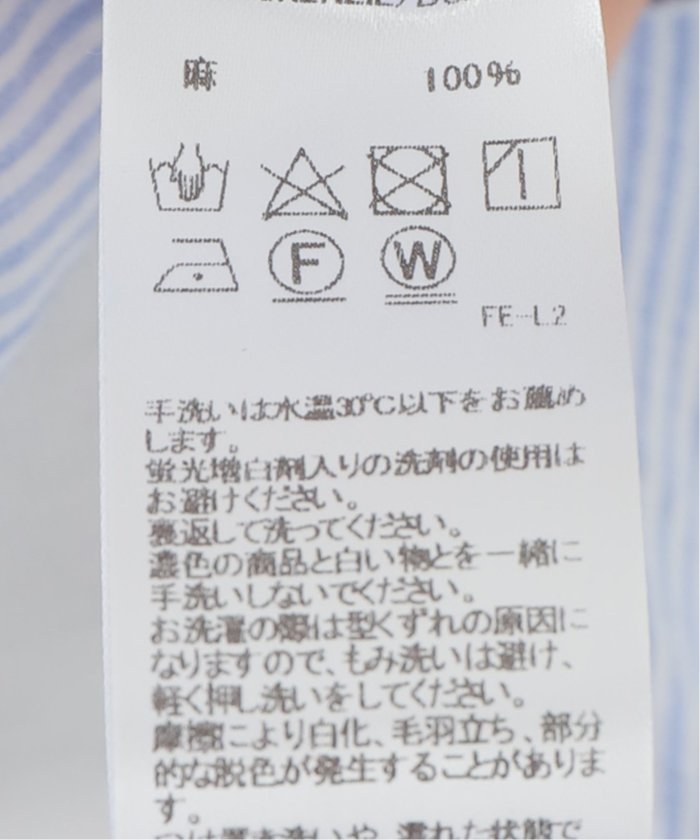 麻 100%
F W
FE-L2
手洗いは水温30℃以下をお薦め
します。
蛍光増白剤入りの洗剤の使用は
お避けください。
裏返して洗ってください。
濃色の商品と白い物とを一緒に
手洗いしないでください。
お洗濯の際は型くずれの原因に
なりますので、もみ洗いは避け、
軽く押し洗いをしてください。
摩擦により白化、毛羽立ち、部分
的な脱色が発生することがありま
す。